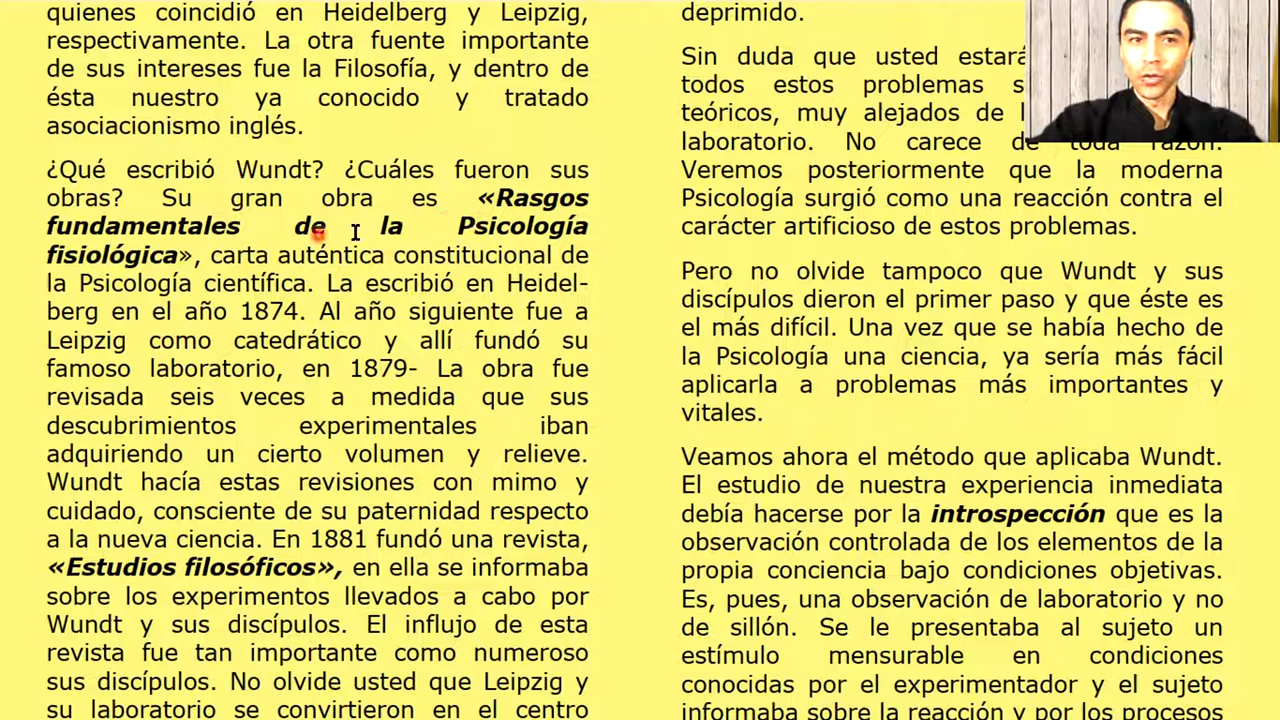 quienes coincidió en Heidelberg y Leipzig,
respectivamente. La otra fuente importante
de sus intereses fue la Filosofía, y dentro de
ésta nuestro ya conocido y tratado
asociacionismo inglés.
¿Qué escribió Wundt? ¿Cuáles fueron sus
obras? Su gran obra es «Rasgos
fundamentales de la Psicología
fisiológica», carta auténtica constitucional de
la Psicología científica. La escribió en Heidel-
berg en el año 1874. Al año siguiente fue a
Leipzig como catedrático y allí fundó su
famoso laboratorio, en 1879- La obra fue
revisada seis veces a medida que sus
descubrimientos experimentales iban
adquiriendo un cierto volumen y relieve.
Wundt hacía estas revisiones con mimo y
cuidado, consciente de su paternidad respecto
a la nueva ciencia. En 1881 fundó una revista,
«Estudios filosóficos», en ella se informaba
sobre los experimentos llevados a cabo por
Wundt y sus discípulos. El influjo de esta
revista fue tan importante como numeroso
sus discípulos. No olvide usted que Leipzig y
su laboratorio se convirtieron en el centro
deprimido.
Sin duda que usted estará
todos estos problemas
teóricos, muy alejados de
laboratorio. No carece de toda razón.
Veremos posteriormente que la moderna
Psicología surgió como una reacción contra el
carácter artificioso de estos problemas.
Pero no olvide tampoco que Wundt y sus
discípulos dieron el primer paso y que éste es
el más difícil. Una vez que se había hecho de
la Psicología una ciencia, ya sería más fácil
aplicarla a problemas más importantes y
vitales.
Veamos ahora el método que aplicaba Wundt.
El estudio de nuestra experiencia inmediata
debía hacerse por la introspección que es la
observación controlada de los elementos de la
propia conciencia bajo condiciones objetivas.
Es, pues, una observación de laboratorio y no
de sillón. Se le presentaba al sujeto un
estímulo mensurable en condiciones
conocidas por el experimentador y el sujeto
informaba sobre la reacción y por los procesos